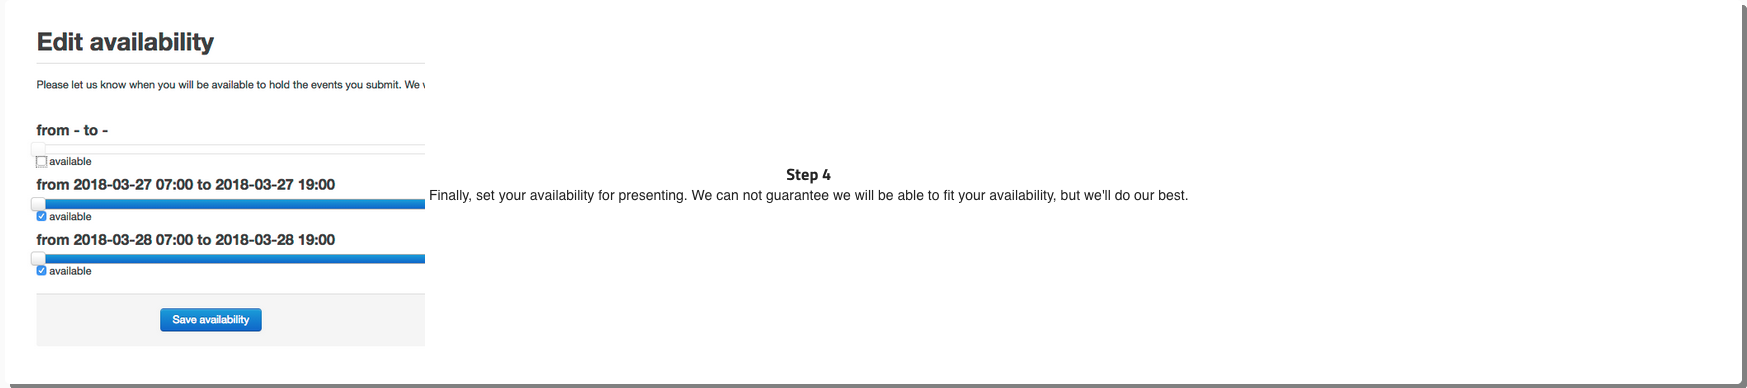 Edit availability
Please let us know when you will be available to hold the events you submit. We
from - to -
available
from 2018-03-27 07:00 to 2018-03-27 19:00
available
from 2018-03-28 07:00 to 2018-03-28 19:00
available
Save availability
Step 4
Finally, set your availability for presenting. We can not guarantee we will be able to fit your availability, but we'll do our best.